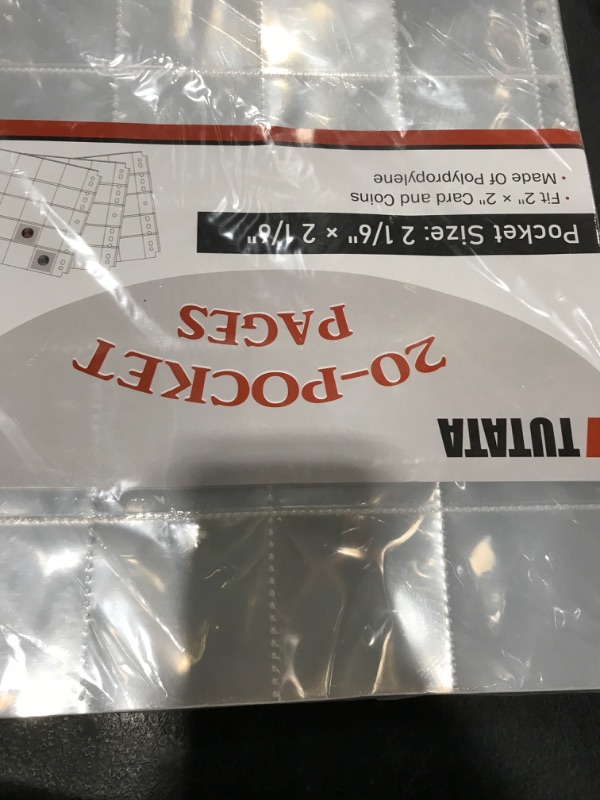 TUTATA
20-POCKET
PAGES
Pocket Size: 2 1/6" × 2 1/6"
• Fit 2" × 2" Card and Coins
• Made Of Polypropylene